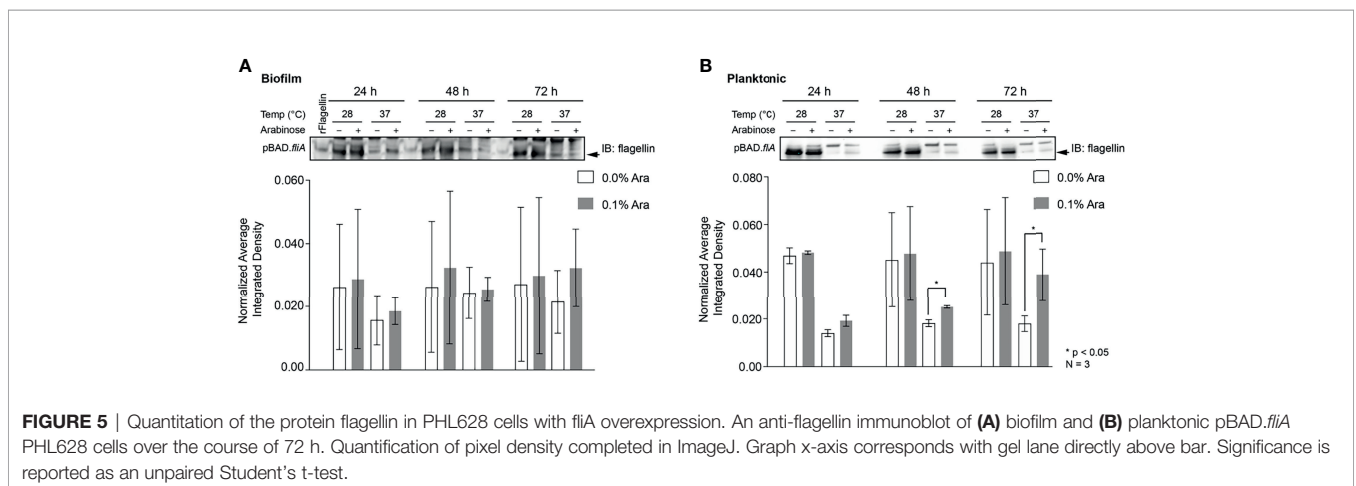 A
Biofilm
24 h 48 h 72 h
rFlagellin
Temp (°C) 28 37 28 37 28 37
Arabinose − + − + − + − + − + − +
pBAD.fliA IB: flagellin
0.0% Ara
0.1% Ara
Normalized Average
Integrated Density
0.060
0.040
0.020
0.00
B
Planktonic
24 h 48 h 72 h
Temp (°C) 28 37 28 37 28 37
Arabinose − + − + − + − + − + − +
pBAD.fliA IB: flagellin
0.0% Ara
0.1% Ara
Normalized Average
Integrated Density
0.080
0.060
0.040
0.020
0.00
*
*
* p < 0.05
N = 3
FIGURE 5 | Quantitation of the protein flagellin in PHL628 cells with fliA overexpression. An anti-flagellin immunoblot of (A) biofilm and (B) planktonic pBAD.fliA
PHL628 cells over the course of 72 h. Quantification of pixel density completed in ImageJ. Graph x-axis corresponds with gel lane directly above bar. Significance is
reported as an unpaired Student's t-test.